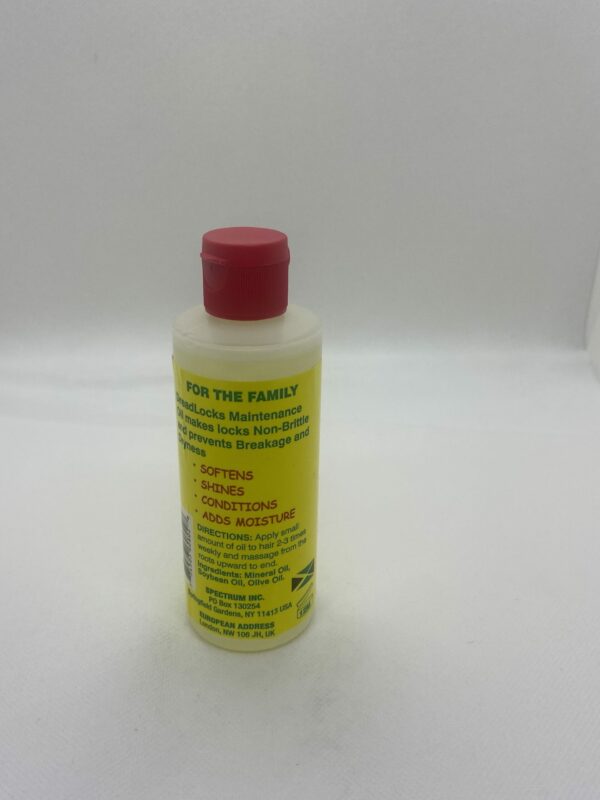 FOR THE FAMILY
DreadLocks Maintenance
Oil makes locks Non-Brittle
and prevents Breakage and
Dryness
· SOFTENS
· SHINES
· CONDITIONS
· ADDS MOISTURE
DIRECTIONS: Apply small
amount of oil to hair 2-3 times
weekly and massage from the
roots upward to end.
Ingredients: Mineral Oil,
Soybean Oil, Olive Oil.
SPECTRUM INC.
PO Box 130254
Gardens, NY 11413 USA
EUROPEAN ADDRESS
London, NW 106 JH, UK